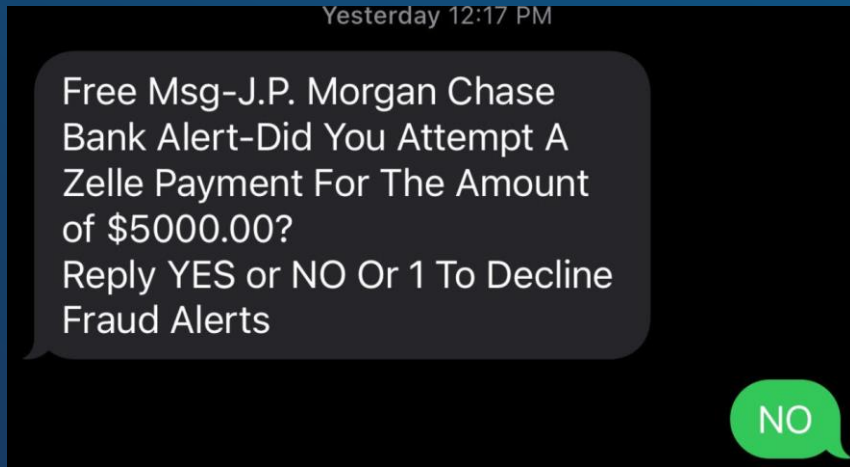 Yesterday 12:17 PM
Free Msg-J.P. Morgan Chase
Bank Alert-Did You Attempt A
Zelle Payment For The Amount
of $5000.00?
Reply YES or NO Or 1 To Decline
Fraud Alerts
NO